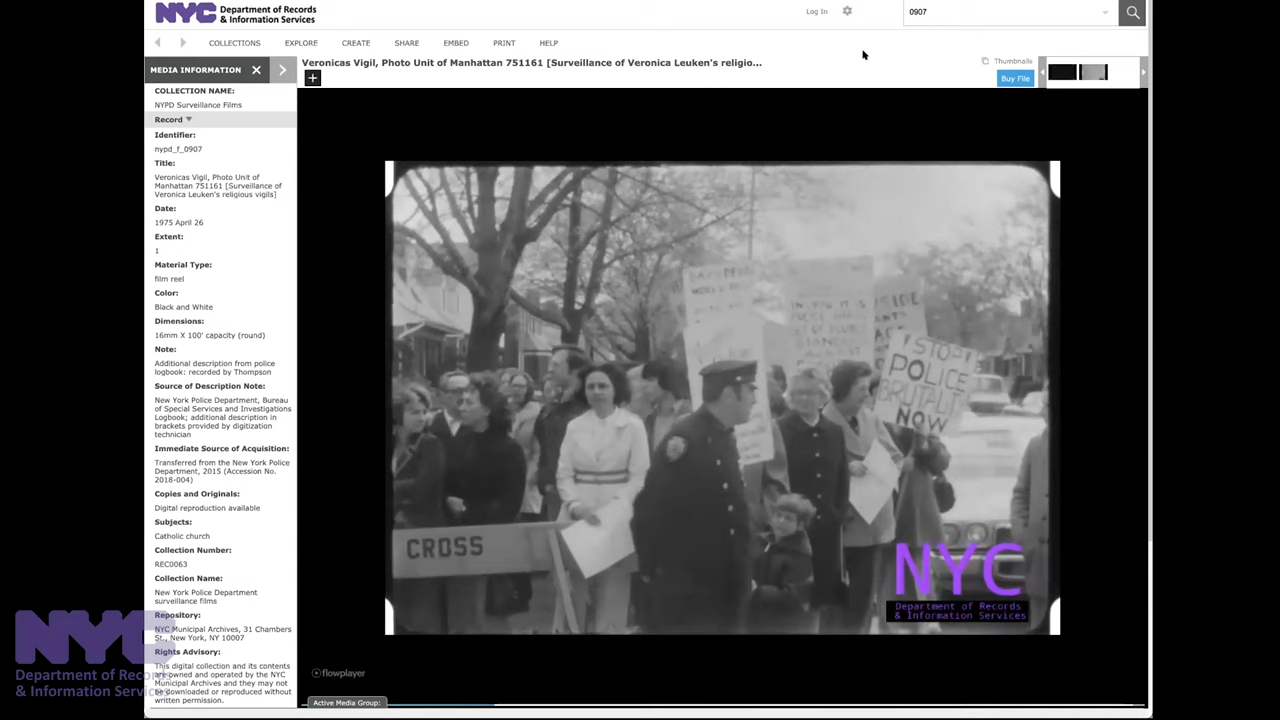 NYC Department of Records
& Information Services
Log In
0907
COLLECTIONS EXPLORE CREATE SHARE EMBED PRINT HELP
MEDIA INFORMATION
Veronicas Vigil, Photo Unit of Manhattan 751161 [Surveillance of Veronica Leuken's religio...
Thumbnails
Buy File
COLLECTION NAME:
NYPD Surveillance Films
Record
Identifier:
nypd_f_0907
Title:
Veronicas Vigil, Photo Unit of
Manhattan 751161 [Surveillance of
Veronica Leuken's religious vigils]
Date:
1975 April 26
Extent:
1
Material Type:
film reel
Color:
Black and White
Dimensions:
16mm X 100' capacity (round)
Note:
Additional description from police
logbook: recorded by Thompson
Source of Description Note:
New York Police Department, Bureau
of Special Services and Investigations
Logbook; additional description in
brackets provided by digitization
technician
Immediate Source of Acquisition:
Transferred from the New York Police
Department, 2015 (Accession No.
2018-004)
Copies and Originals:
Digital reproduction available
Subjects:
Catholic church
Collection Number:
REC0063
Collection Name:
New York Police Department
surveillance films
Repository:
NYC Municipal Archives, 31 Chambers
St., New York, NY 10007
Rights Advisory:
This digital collection and its contents
are owned and operated by the NYC
Municipal Archives and they may not
be downloaded or reproduced without
written permission.
STOP
POLICE
NOW
CROSS
NYC
Department of Records
& Information Services
flowplayer
Active Media Group:
NYC
Department of Records
& Information Services